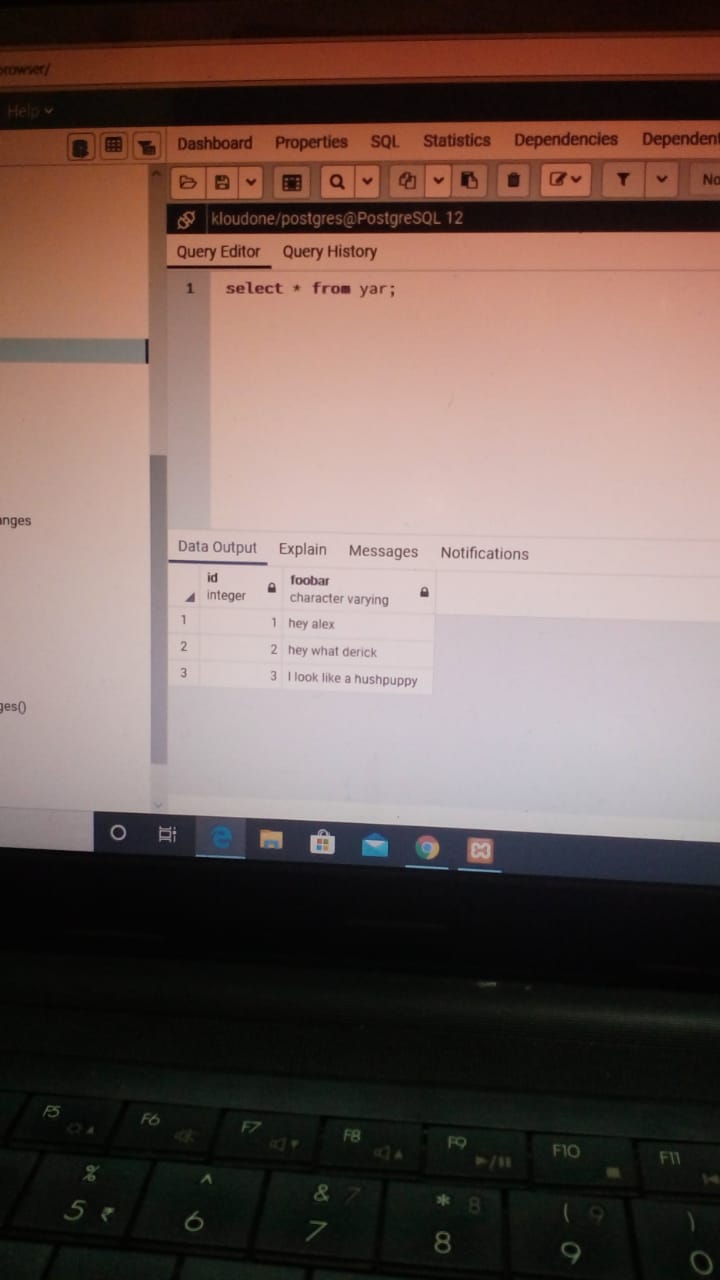 browser/
Help
Dashboard Properties SQL Statistics Dependencies Dependent
No
kloudone/postgres@PostgreSQL 12
Query Editor Query History
1 select * from yar;
anges
Data Output Explain Messages Notifications
id foobar
integer character varying
1 1 hey alex
2 2 hey what derick
3 3 I look like a hushpuppy
ges()
F5 F6 F7 F8 F9 F10 F11
% ^ & 7 * 8 ( 9 )
5 ₹ 6 7 8 9 0